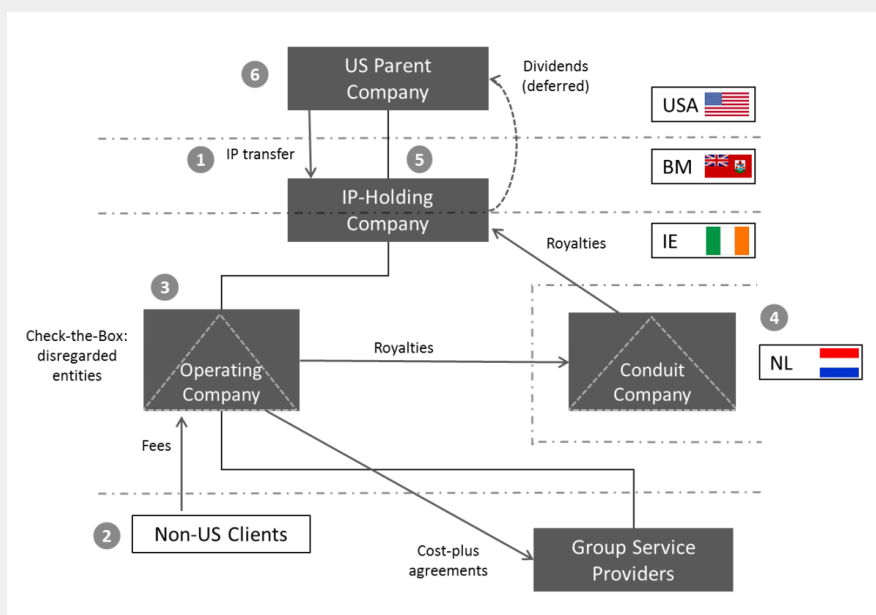 6
US Parent
Company
Dividends
(deferred)
USA
1
IP transfer
5
BM
IP-Holding
Company
Royalties
IE
3
Check-the-Box:
disregarded
entities
Operating
Company
Royalties
4
Conduit
Company
NL
Fees
2
Non-US Clients
Cost-plus
agreements
Group Service
Providers